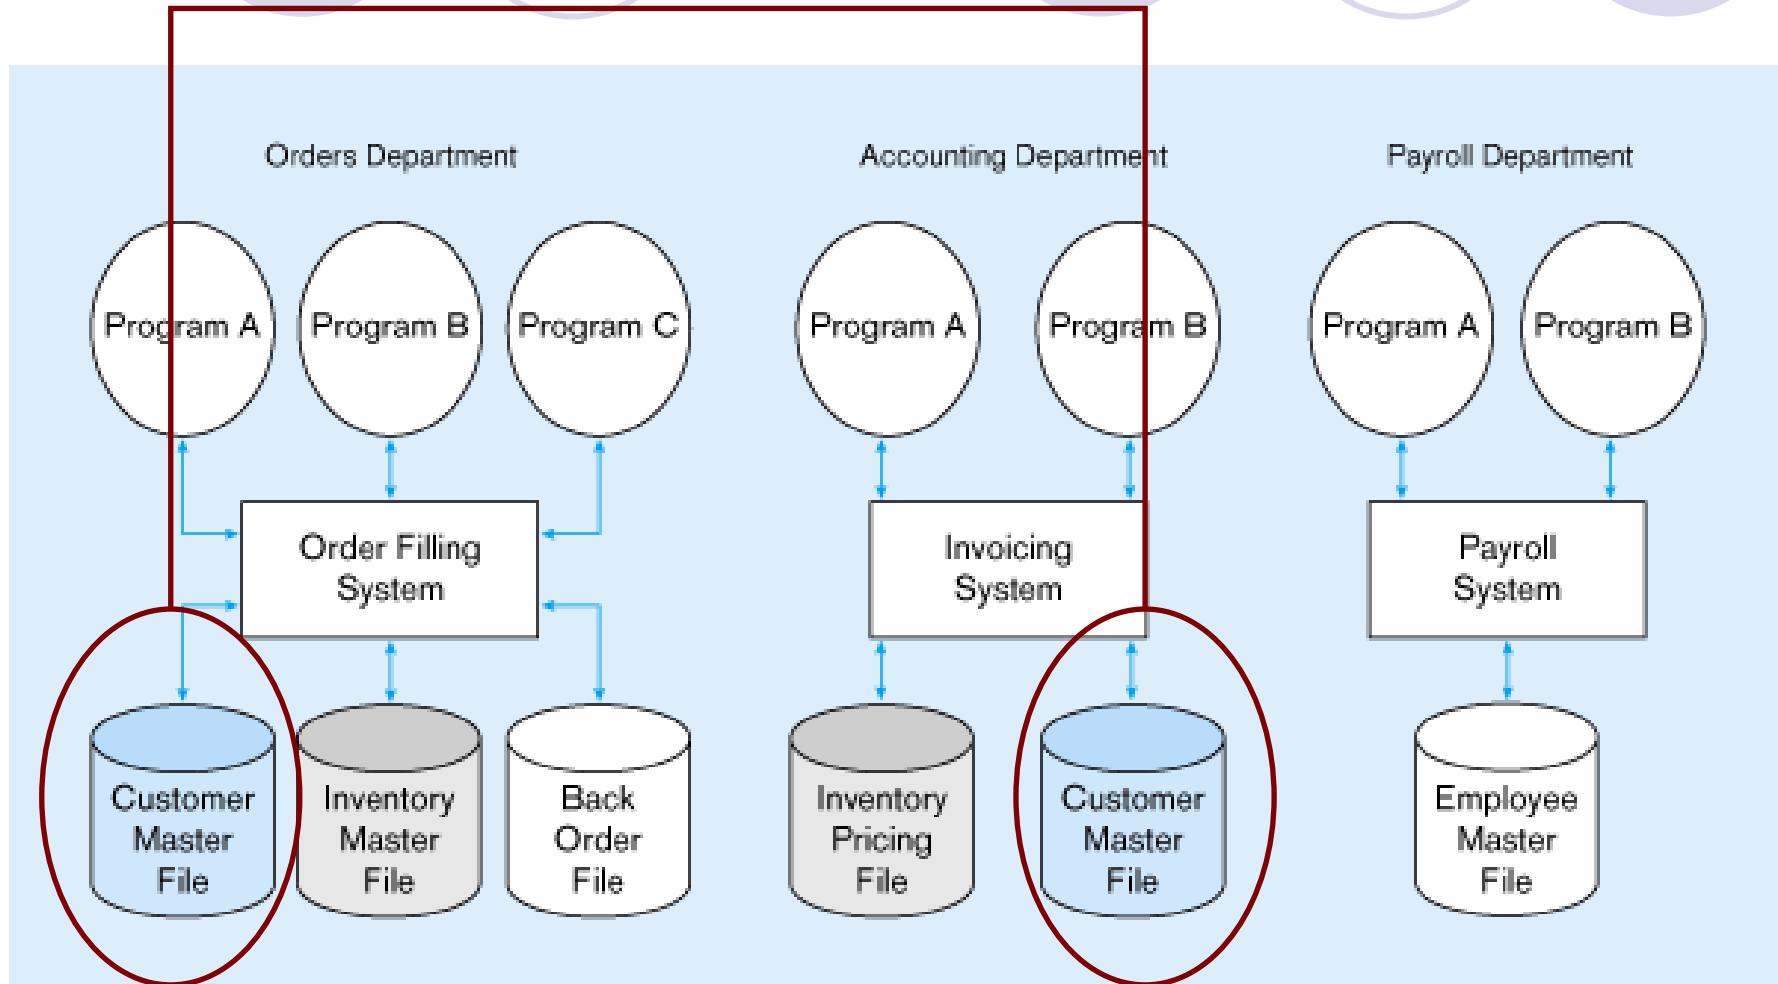 Orders Department
Accounting Department
Payroll Department
Program A
Program B
Program C
Program A
Program B
Program A
Program B
Order Filling
System
Invoicing
System
Payroll
System
Customer
Master
File
Inventory
Master
File
Back
Order
File
Inventory
Pricing
File
Customer
Master
File
Employee
Master
File